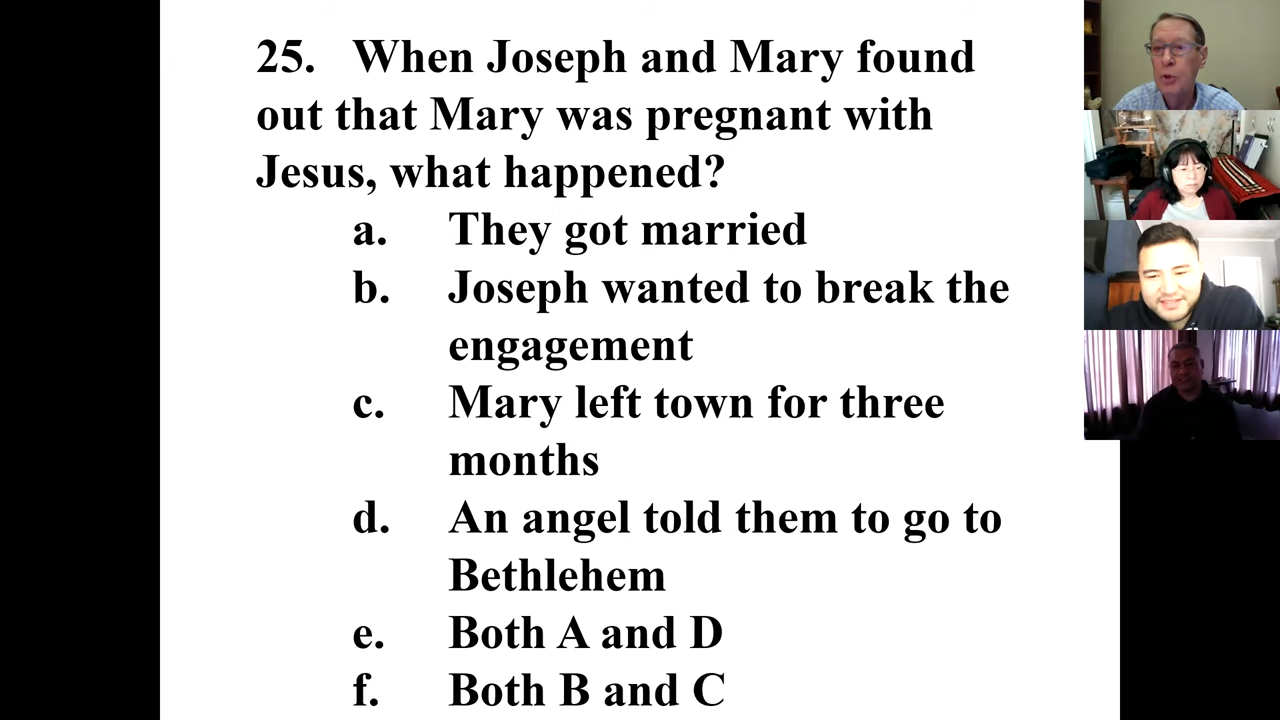 25. When Joseph and Mary found
out that Mary was pregnant with
Jesus, what happened?
a. They got married
b. Joseph wanted to break the
engagement
c. Mary left town for three
months
d. An angel told them to go to
Bethlehem
e. Both A and D
f. Both B and C